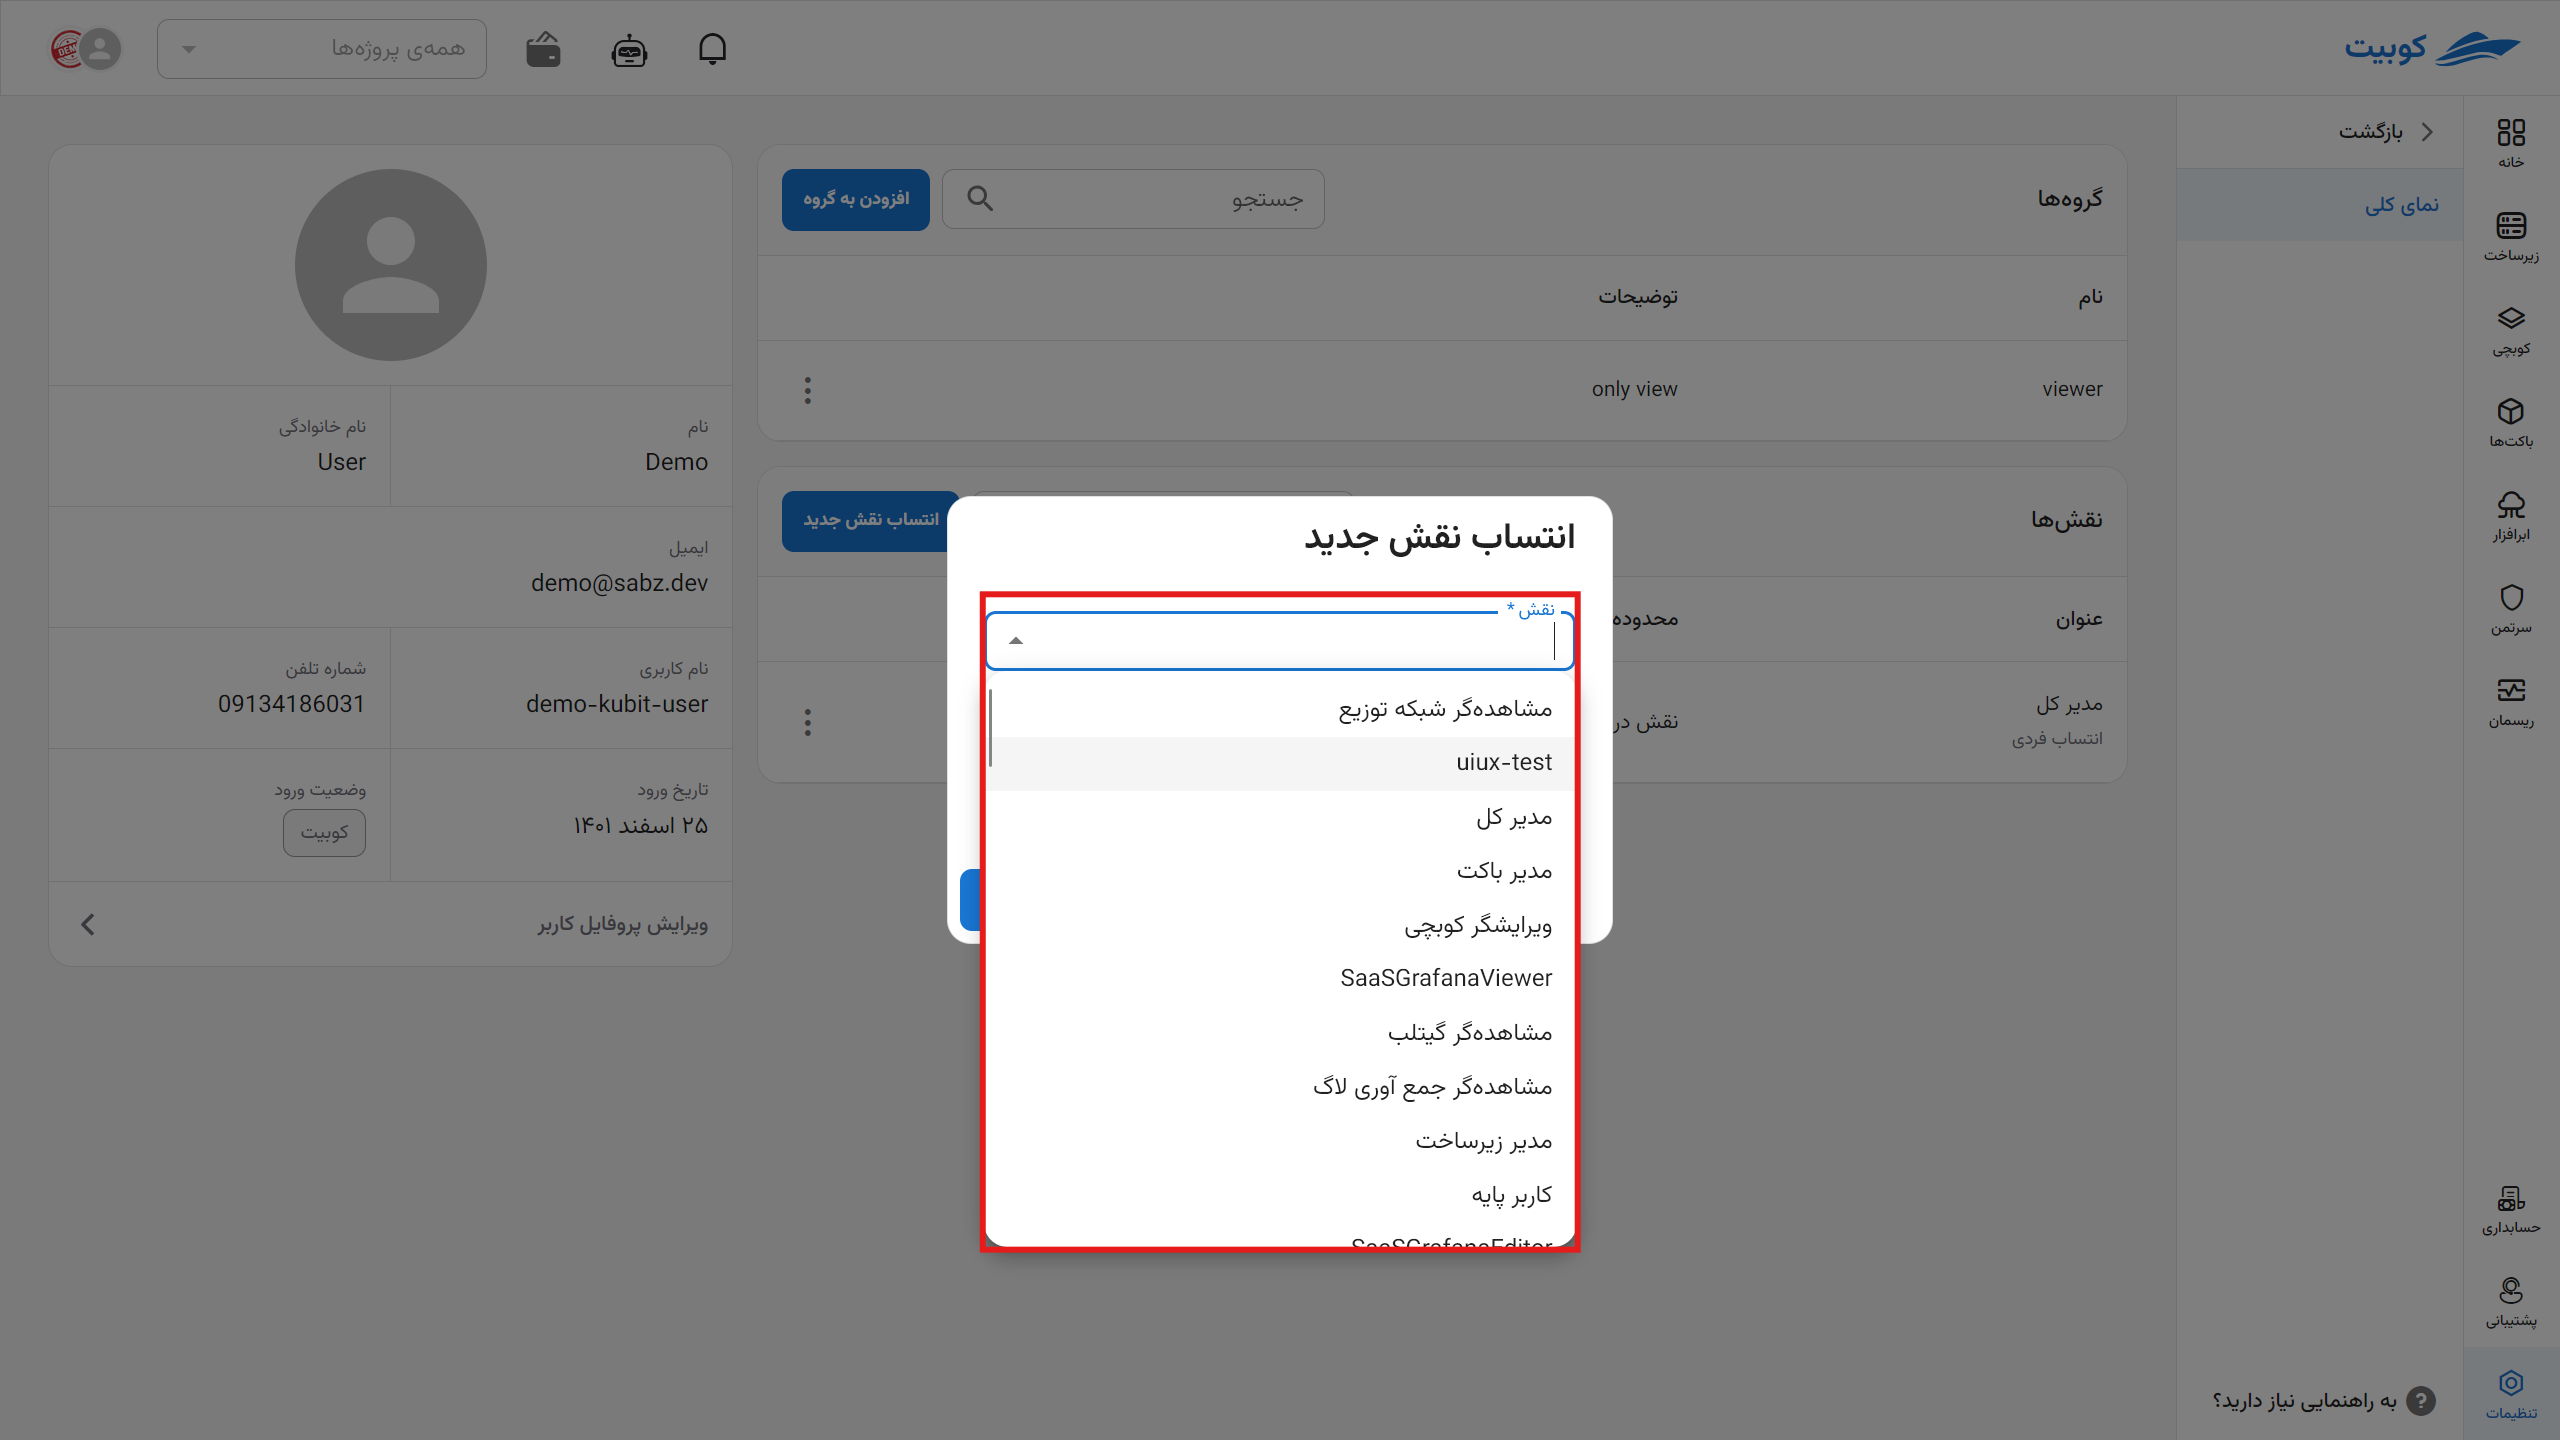 کوبیت
همه‌ی پروژه‌ها
خانه
زیرساخت
کوبچی
باکت‌ها
ابرافزار
سرتمن
ریسمان
حسابداری
پشتیبانی
تنظیمات
بازگشت
نمای کلی
به راهنمایی نیاز دارید؟
گروه‌ها
جستجو
افزودن به گروه
نام
توضیحات
viewer
only view
نقش‌ها
انتساب نقش جدید
عنوان
محدوده
مدیر کل
انتساب فردی
نقش در
نام
Demo
نام خانوادگی
User
ایمیل
demo@sabz.dev
نام کاربری
demo-kubit-user
شماره تلفن
09134186031
تاریخ ورود
۲۵ اسفند ۱۴۰۱
وضعیت ورود
کوبیت
ویرایش پروفایل کاربر
انتساب نقش جدید
نقش *
مشاهده‌گر شبکه توزیع
uiux-test
مدیر کل
مدیر باکت
ویرایشگر کوبچی
SaaSGrafanaViewer
مشاهده‌گر گیتلب
مشاهده‌گر جمع آوری لاگ
مدیر زیرساخت
کاربر پایه
SaaSGrafanaEditor